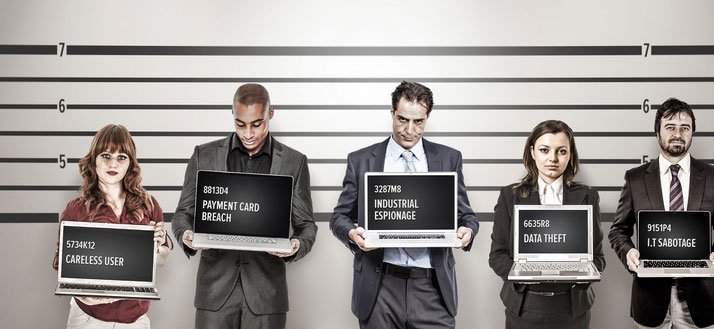 7
7
6
6
5
5
5734K12
CARELESS USER
8813D4
PAYMENT CARD
BREACH
3287M8
INDUSTRIAL
ESPIONAGE
6635R8
DATA THEFT
9151P4
I.T SABOTAGE